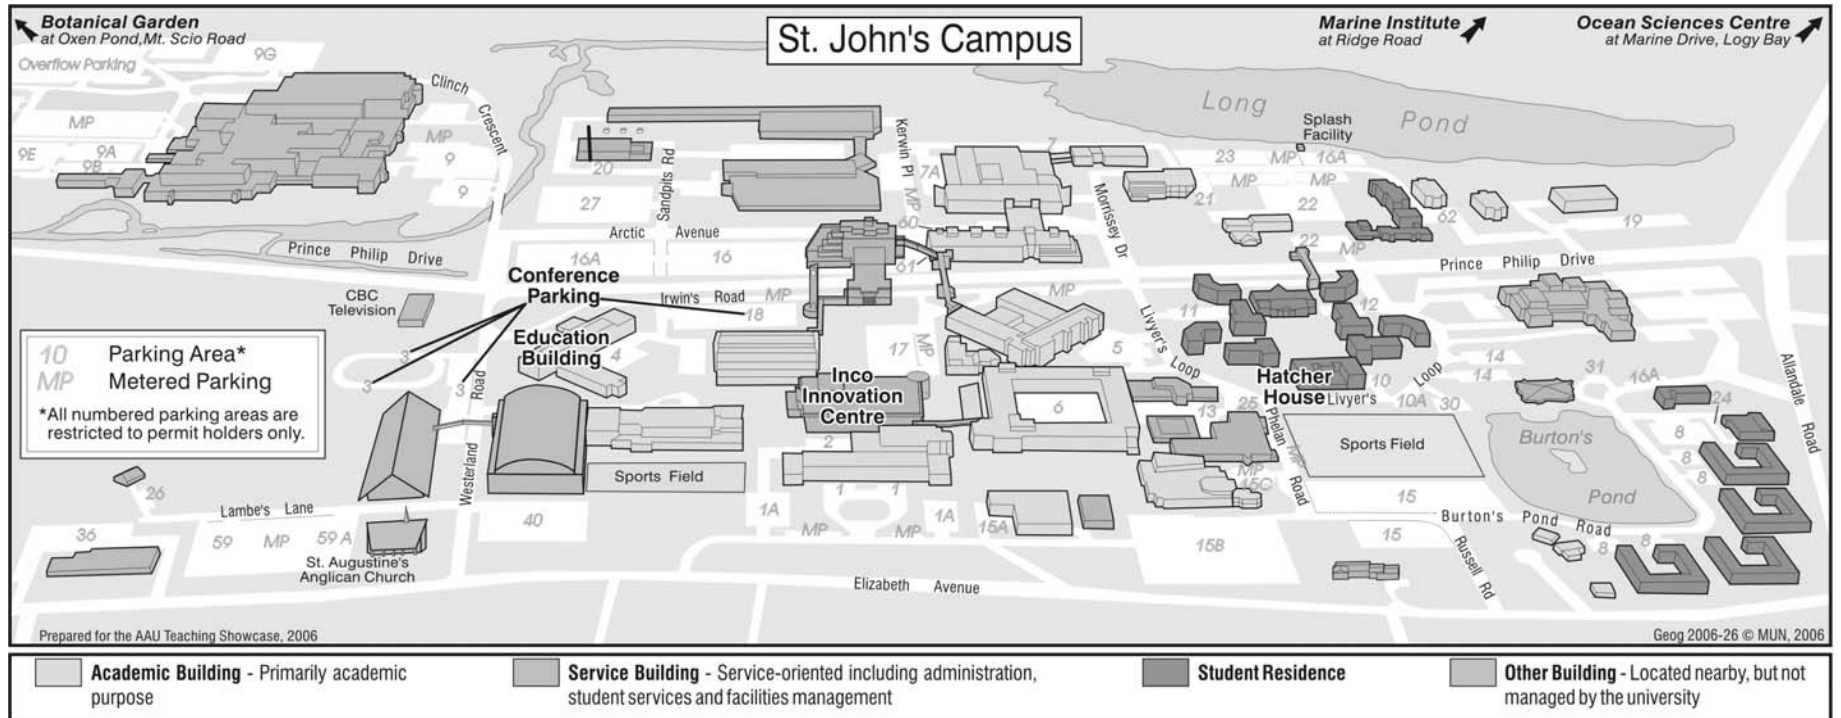 Botanical Garden
at Oxen Pond,Mt. Scio Road
St. John's Campus
Marine Institute
at Ridge Road
Ocean Sciences Centre
at Marine Drive, Logy Bay
9G
Overflow Parking
Clinch Crescent
MP
MP
9
9E
9A
9B
9
Long Pond
Splash
Facility
Kerwin Pl
7
20
Sandpits Rd
7A
MP
23
MP
16A
MP
MP
27
21
22
62
19
60
Morrissey Dr
Arctic Avenue
22
MP
Prince Philip Drive
16A
16
61
Prince Philip Drive
Conference
Parking
Irwin's Road
MP
MP
CBC
Television
18
11
12
Livyer's Loop
Education
Building
10
Parking Area*
MP
Metered Parking
*All numbered parking areas are
restricted to permit holders only.
3
4
17
MP
5
14
14
31
Allandale Road
3
3
Inco
Innovation
Centre
Hatcher
House
10
Livyer's Loop
16A
24
6
13
25
10A
30
Westerland Road
2
Phelan Road
Sports Field
Burton's Pond
8
8
8
Sports Field
MP
MP
15C
26
Lambe's Lane
1
1
15
36
59
MP
59 A
40
1A
MP
MP
1A
15A
15B
15
Burton's Pond Road
8
8
St. Augustine's
Anglican Church
Russell Rd
Elizabeth Avenue
Prepared for the AAU Teaching Showcase, 2006
Geog 2006-26 © MUN, 2006
Academic Building - Primarily academic
purpose
Service Building - Service-oriented including administration,
student services and facilities management
Student Residence
Other Building - Located nearby, but not
managed by the university